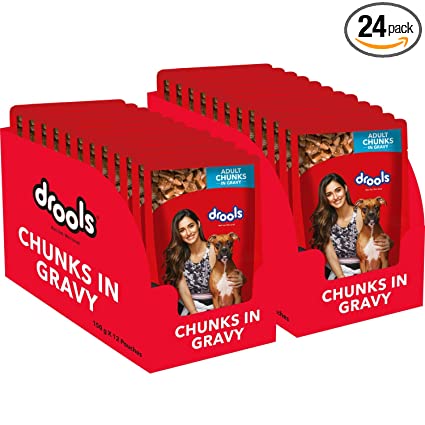 24 pack
drools
CHUNKS IN
GRAVY
150 g X 12 Pouches
ADULT
CHUNKS
IN GRAVY
drools
CHUNKS IN
GRAVY
ADULT
CHUNKS
IN GRAVY
drools
CHUNKS IN
GRAVY